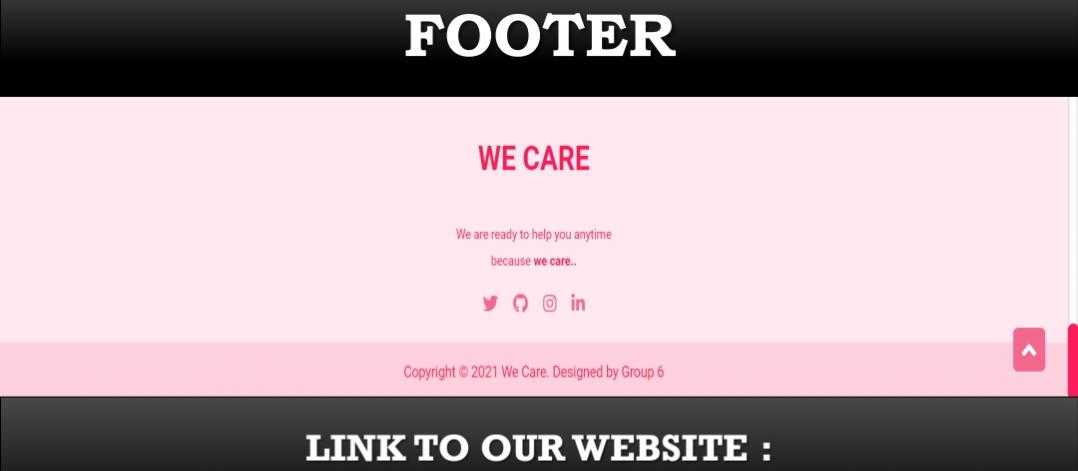 FOOTER
WE CARE
We are ready to help you anytime
because we care..
Copyright © 2021 We Care. Designed by Group 6
LINK TO OUR WEBSITE :